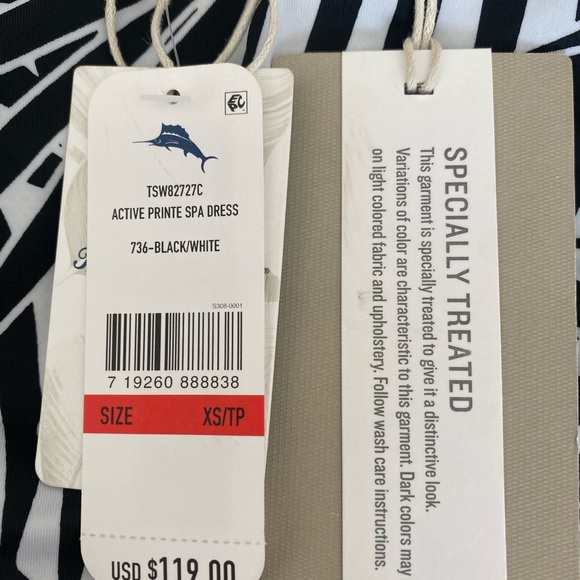 TSW82727C
ACTIVE PRINTE SPA DRESS
736-BLACK/WHITE
S308-0001
7 19260 888838
SIZE XS/TP
USD $119.00
SPECIALLY TREATED
This garment is specially treated to give it a distinctive look.
Variations of color are characteristic to this garment. Dark colors may
on light colored fabric and upholstery. Follow wash care instructions.